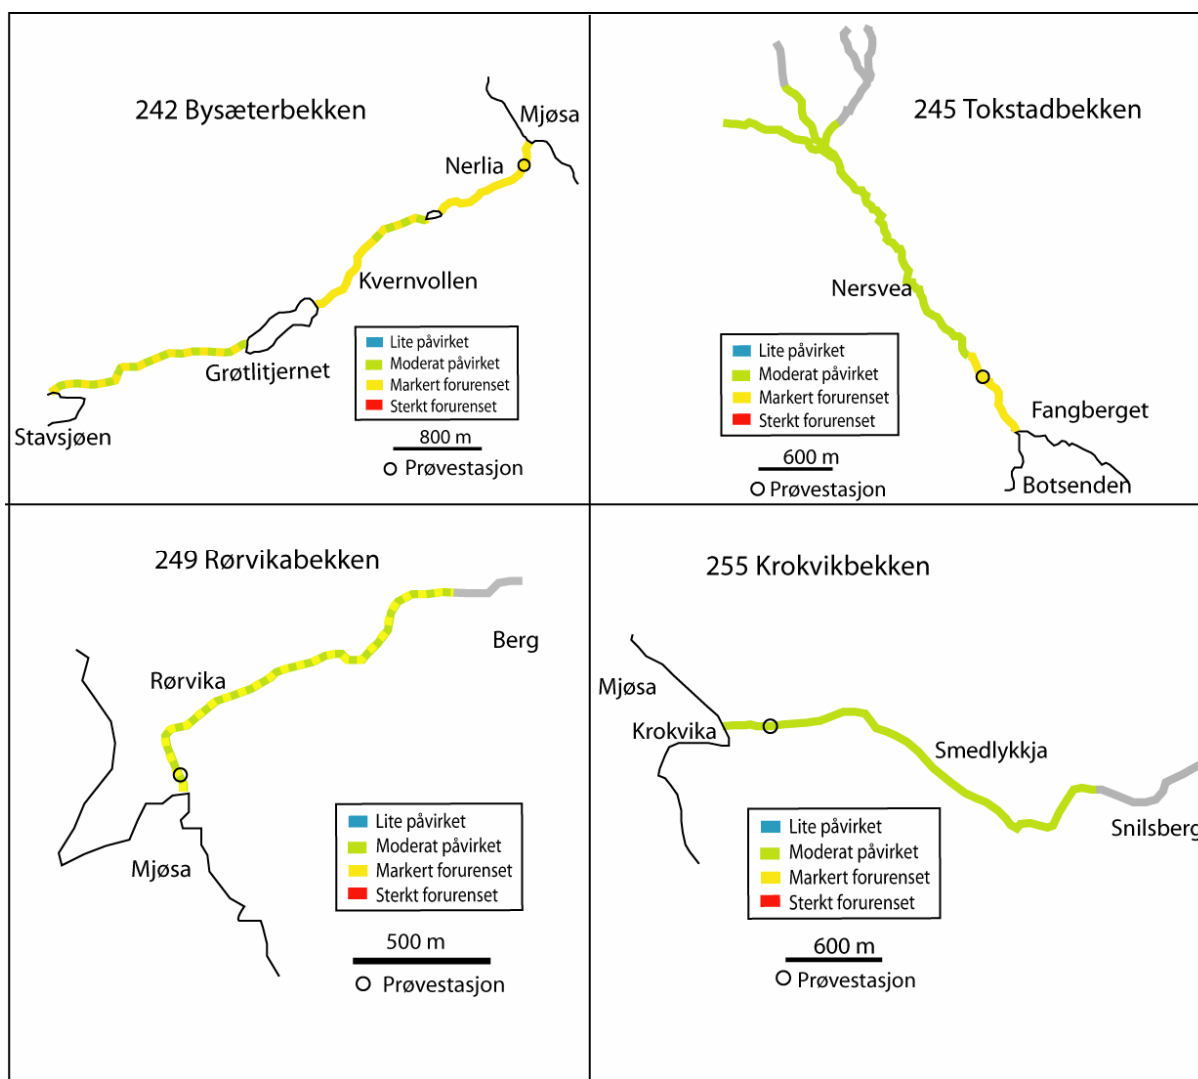 242 Bysæterbekken
Mjøsa
Nerlia
Kvernvollen
Grøtlitjernet
Stavsjøen
Lite påvirket
Moderat påvirket
Markert forurenset
Sterkt forurenset
800 m
Prøvestasjon
245 Tokstadbekken
Nersvea
Lite påvirket
Moderat påvirket
Markert forurenset
Sterkt forurenset
600 m
Prøvestasjon
Fangberget
Botsenden
249 Rørvikabekken
Berg
Rørvika
Mjøsa
Lite påvirket
Moderat påvirket
Markert forurenset
Sterkt forurenset
500 m
Prøvestasjon
255 Krokvikbekken
Mjøsa
Krokvika
Smedlykkja
Snilsberg
Lite påvirket
Moderat påvirket
Markert forurenset
Sterkt forurenset
600 m
Prøvestasjon